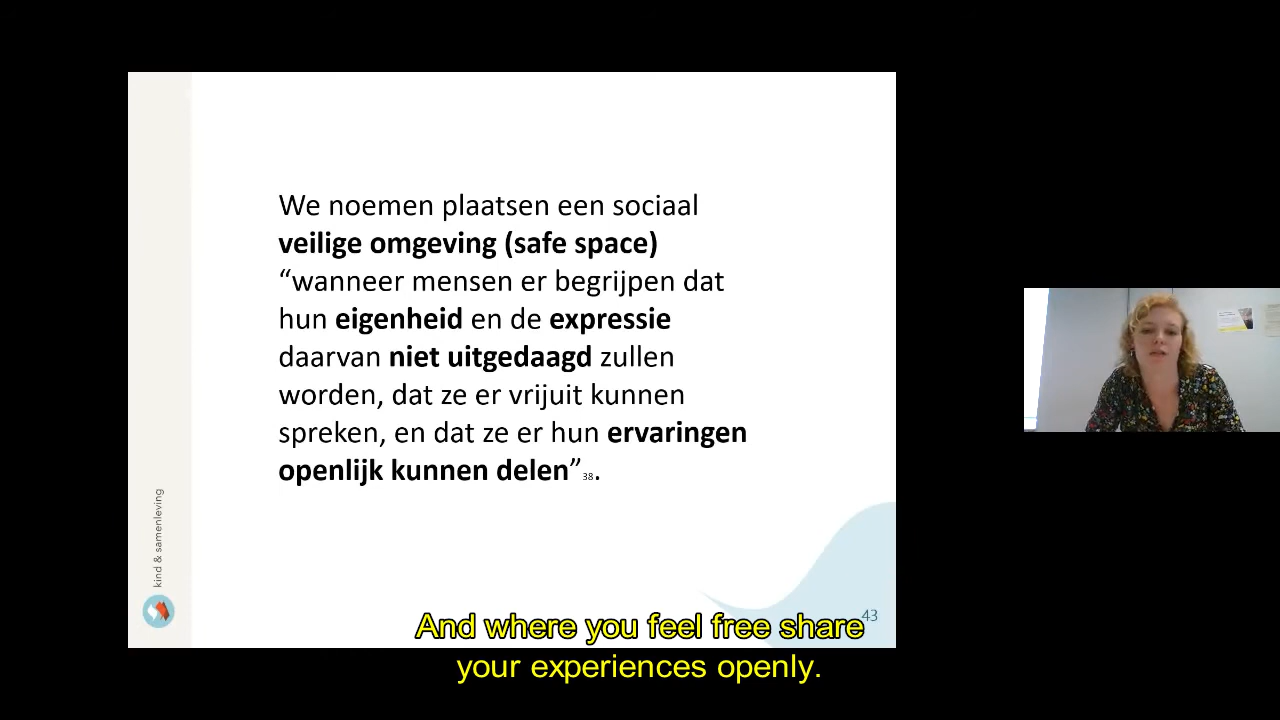 We noemen plaatsen een sociaal
veilige omgeving (safe space)
“wanneer mensen er begrijpen dat
hun eigenheid en de expressie
daarvan niet uitgedaagd zullen
worden, dat ze er vrijuit kunnen
spreken, en dat ze er hun ervaringen
openlijk kunnen delen”38.
kind & samenleving
43
And where you feel free share
your experiences openly.